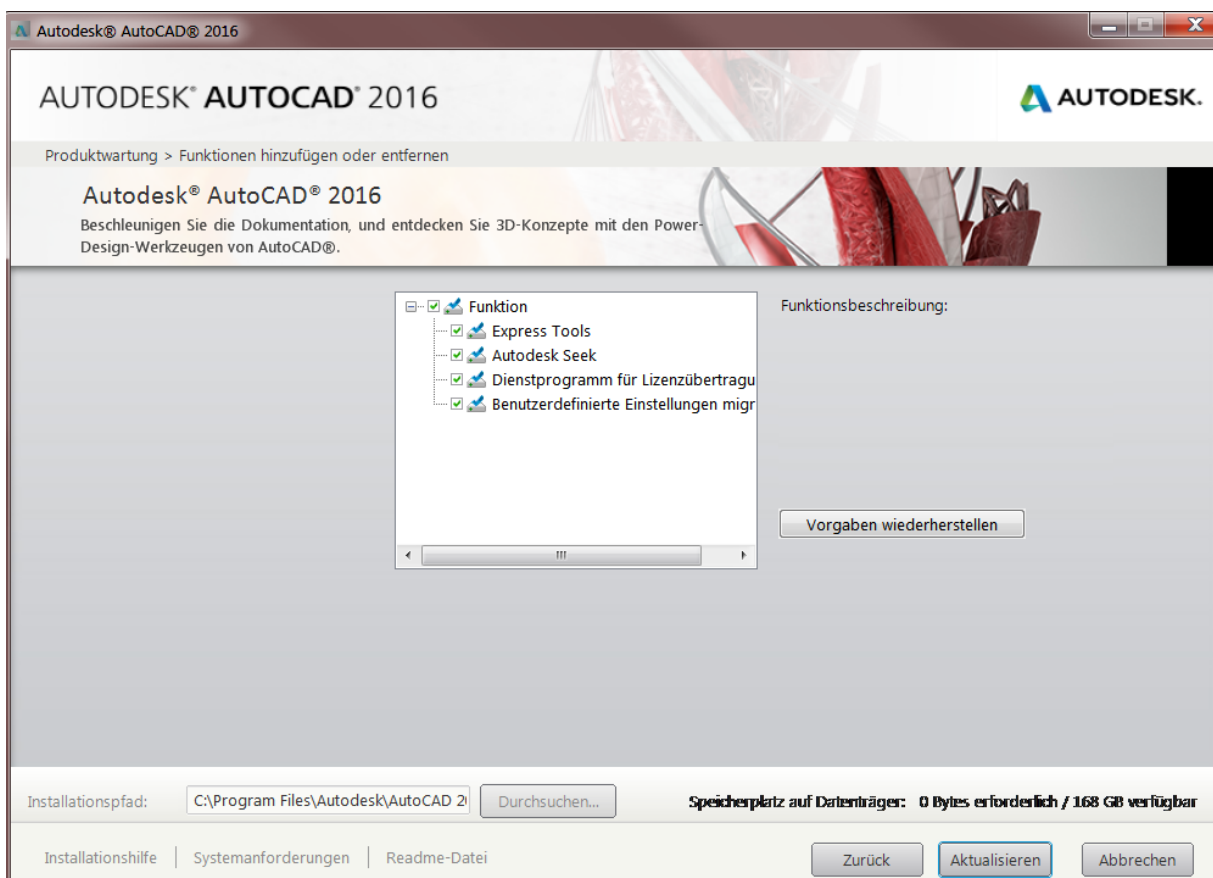 Autodesk® AutoCAD® 2016
AUTODESK® AUTOCAD® 2016
AUTODESK.
Produktwartung > Funktionen hinzufügen oder entfernen
Autodesk® AutoCAD® 2016
Beschleunigen Sie die Dokumentation, und entdecken Sie 3D-Konzepte mit den Power-
Design-Werkzeugen von AutoCAD®.
Funktion
Express Tools
Autodesk Seek
Dienstprogramm für Lizenzübertragu
Benutzerdefinierte Einstellungen migr
Funktionsbeschreibung:
Vorgaben wiederherstellen
Installationspfad:
C:\Program Files\Autodesk\AutoCAD 2
Durchsuchen...
Speicherplatz auf Datenträger: 0 Bytes erforderlich / 168 GB verfügbar
Installationshilfe | Systemanforderungen | Readme-Datei
Zurück
Aktualisieren
Abbrechen